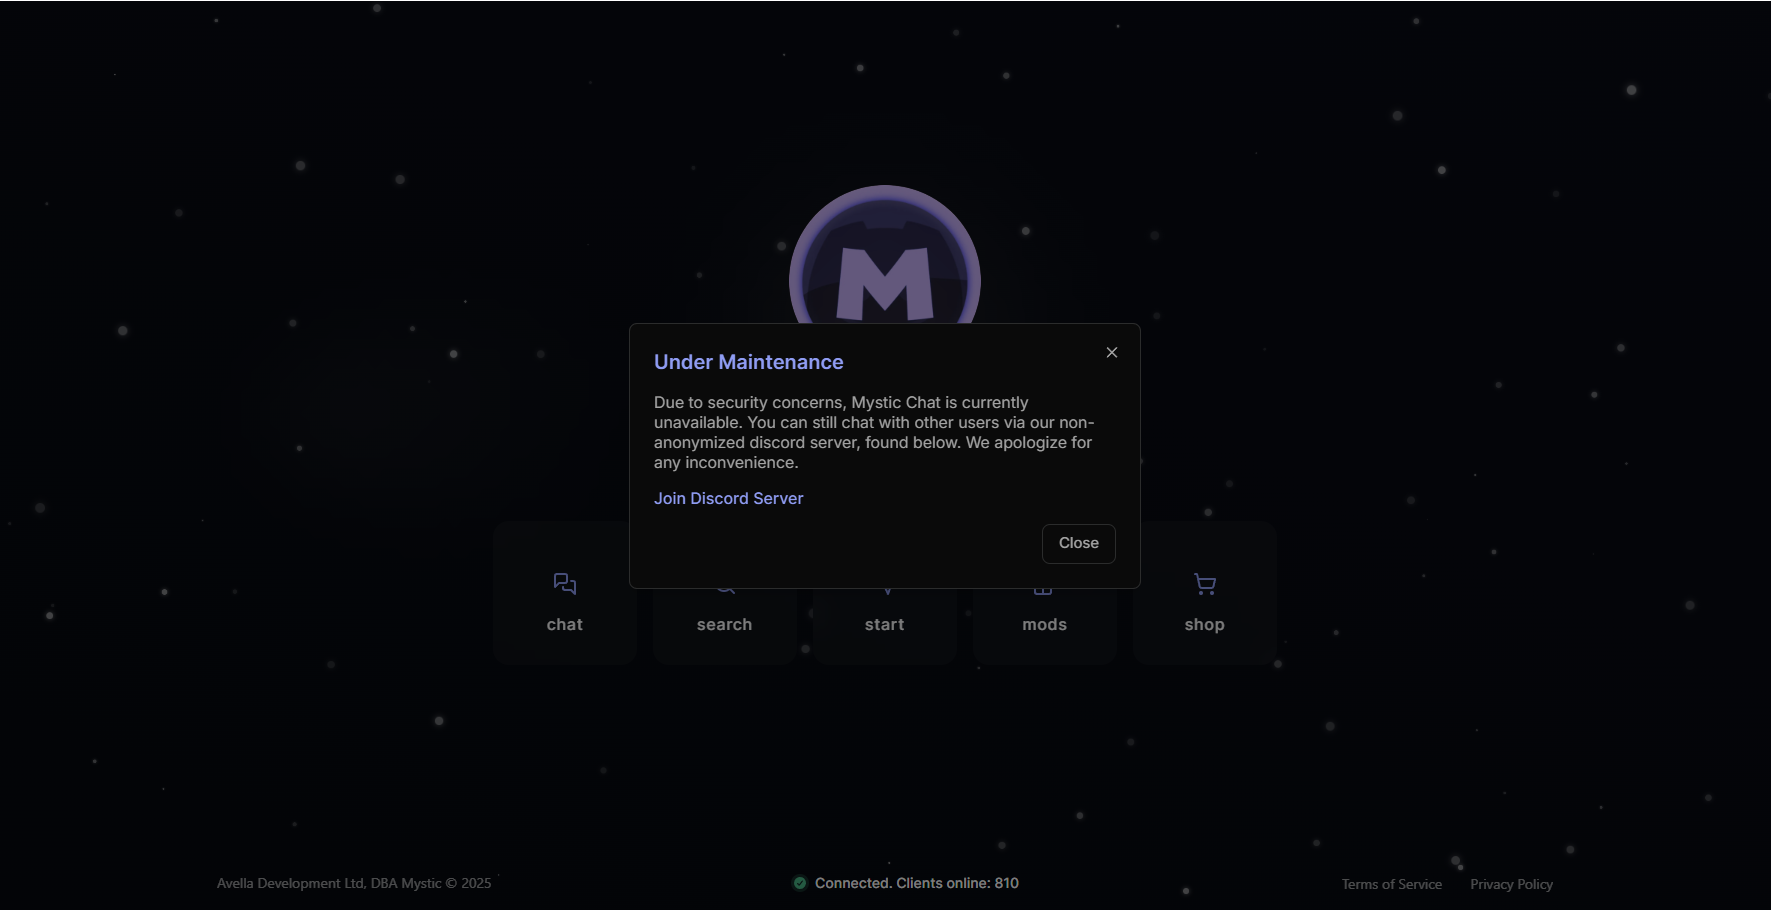 M
Under Maintenance
Due to security concerns, Mystic Chat is currently
unavailable. You can still chat with other users via our non-
anonymized discord server, found below. We apologize for
any inconvenience.
Join Discord Server
Close
chat
search
start
mods
shop
Avella Development Ltd, DBA Mystic © 2025
Connected. Clients online: 810
Terms of Service
Privacy Policy